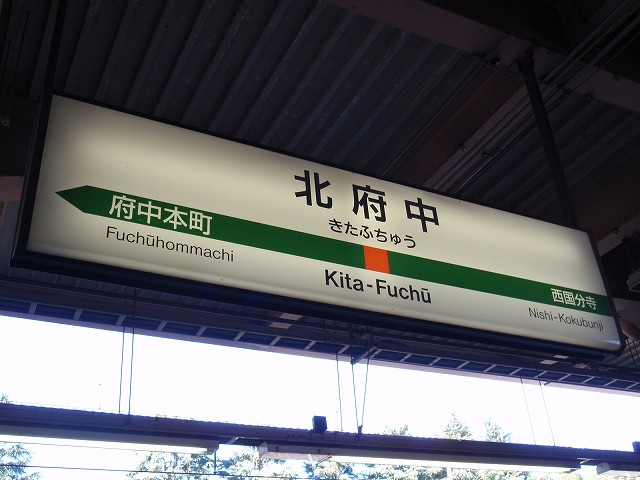 北府中
きたふちゅう
府中本町
Fuchūhommachi
Kita-Fuchū
西国分寺
Nishi-Kokubunji